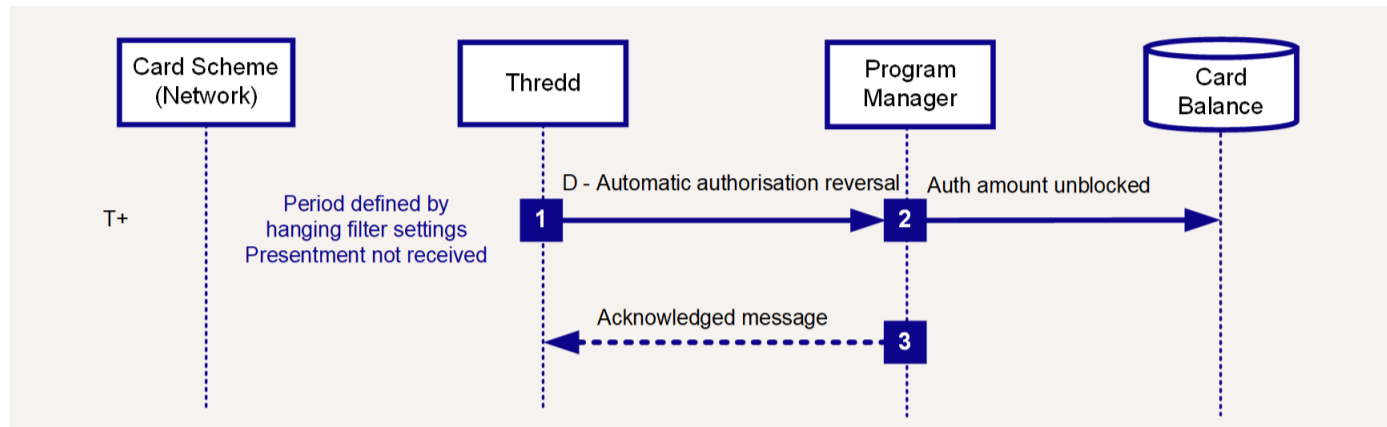 Card Scheme
(Network)
Thredd
Program
Manager
Card
Balance
D - Automatic authorisation reversal
Auth amount unblocked
T+
Period defined by
hanging filter settings
Presentment not received
1
2
Acknowledged message
3